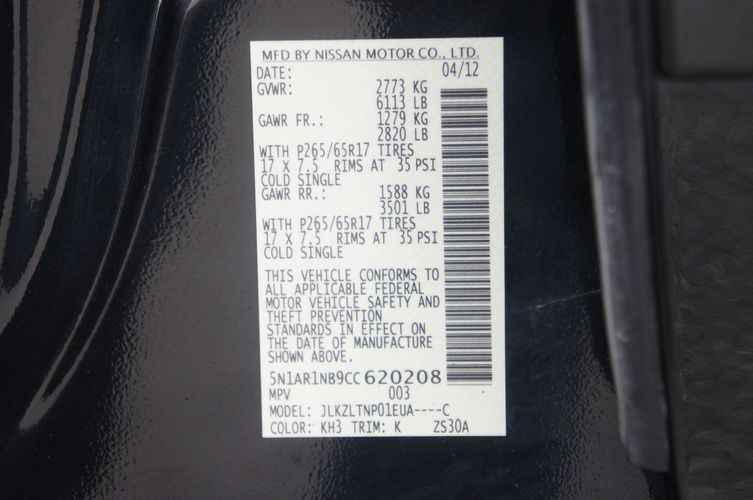 MFD BY NISSAN MOTOR CO., LTD.
DATE: 04/12
GVWR: 2773 KG
6113 LB
GAWR FR.: 1279 KG
2820 LB
WITH P265/65R17 TIRES
17 X 7.5 RIMS AT 35 PSI
COLD SINGLE
GAWR RR.: 1588 KG
3501 LB
WITH P265/65R17 TIRES
17 X 7.5 RIMS AT 35 PSI
COLD SINGLE
THIS VEHICLE CONFORMS TO
ALL APPLICABLE FEDERAL
MOTOR VEHICLE SAFETY AND
THEFT PREVENTION
STANDARDS IN EFFECT ON
THE DATE OF MANUFACTURE
SHOWN ABOVE.
5N1AR1NB9CC620208
MPV 003
MODEL: JLKZLTNP01EUA----C
COLOR: KH3 TRIM: K ZS30A